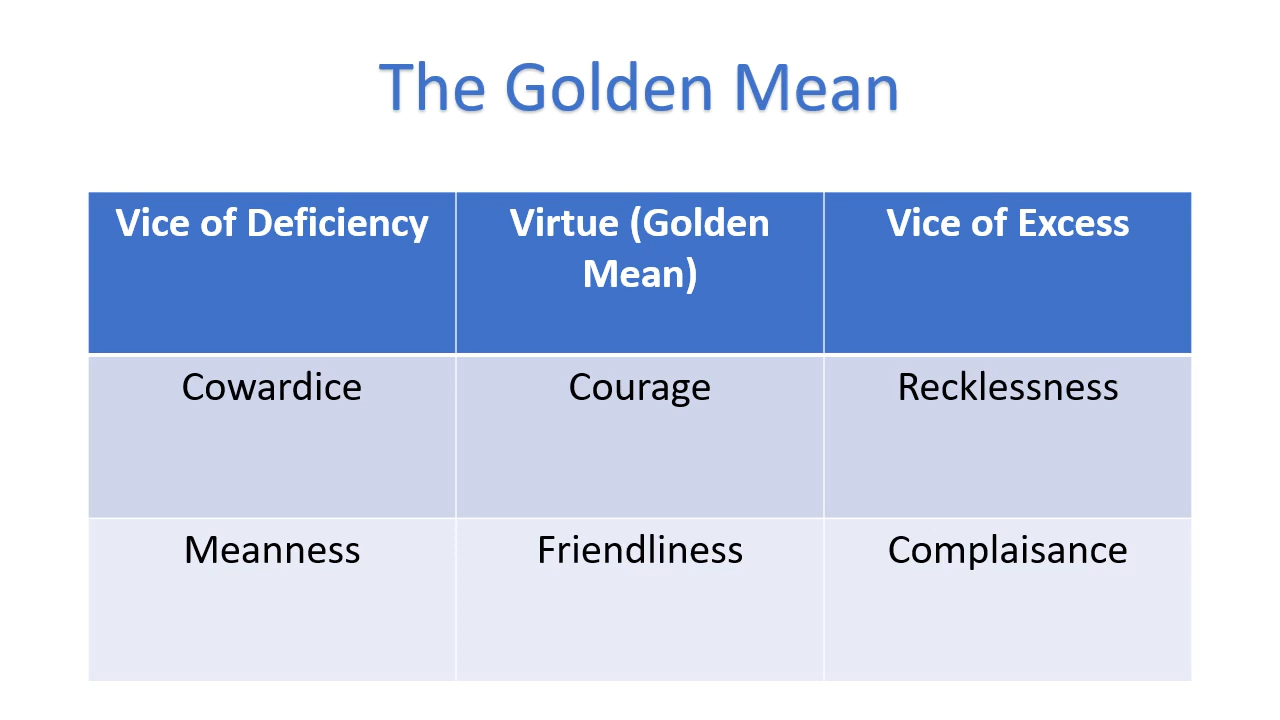 The Golden Mean
Vice of Deficiency
Virtue (Golden
Mean)
Vice of Excess
Cowardice
Courage
Recklessness
Meanness
Friendliness
Complaisance